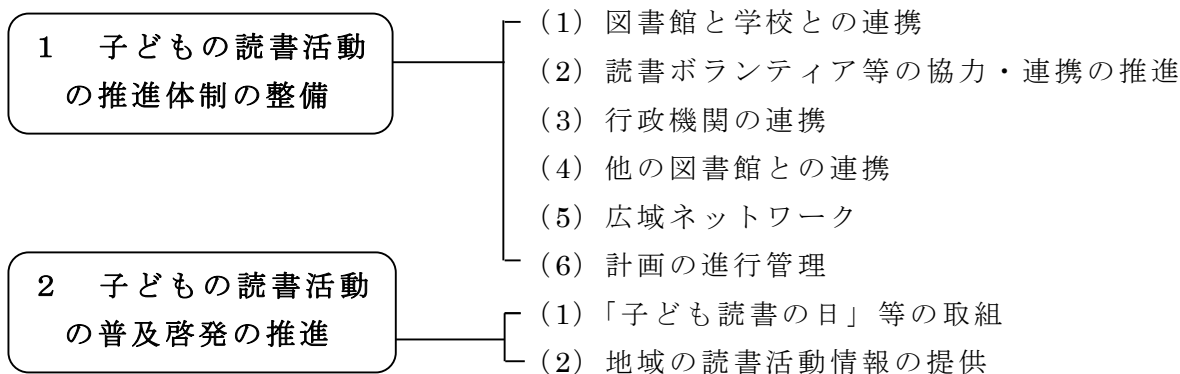 1 子どもの読書活動
の推進体制の整備
(1)図書館と学校との連携
(2)読書ボランティア等の協力・連携の推進
(3)行政機関の連携
(4)他の図書館との連携
(5)広域ネットワーク
(6)計画の進行管理
2 子どもの読書活動
の普及啓発の推進
(1)「子ども読書の日」等の取組
(2)地域の読書活動情報の提供